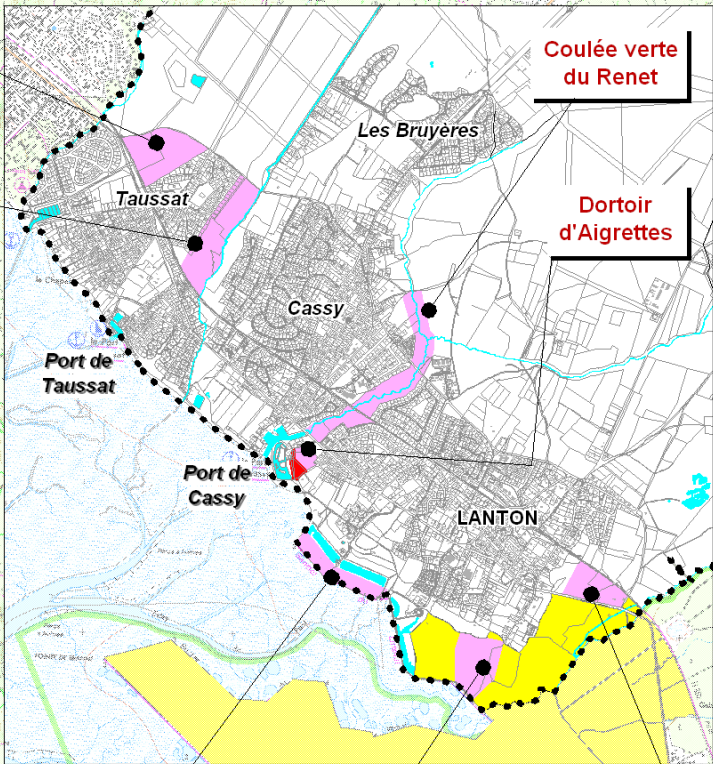 Coulée verte
du Renet
Les Bruyères
Dortoir
d'Aigrettes
Taussat
Cassy
Port de
Taussat
Port de
Cassy
LANTON